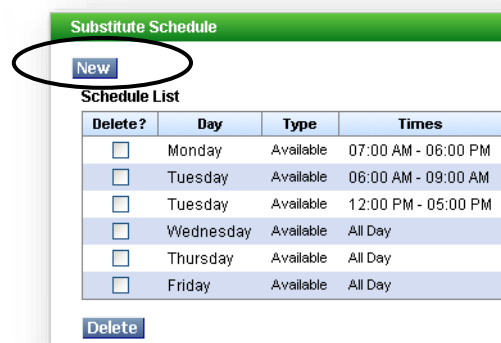 Substitute Schedule
New
Schedule List
Delete? Day Type Times
Monday Available 07:00 AM - 06:00 PM
Tuesday Available 06:00 AM - 09:00 AM
Tuesday Available 12:00 PM - 05:00 PM
Wednesday Available All Day
Thursday Available All Day
Friday Available All Day
Delete